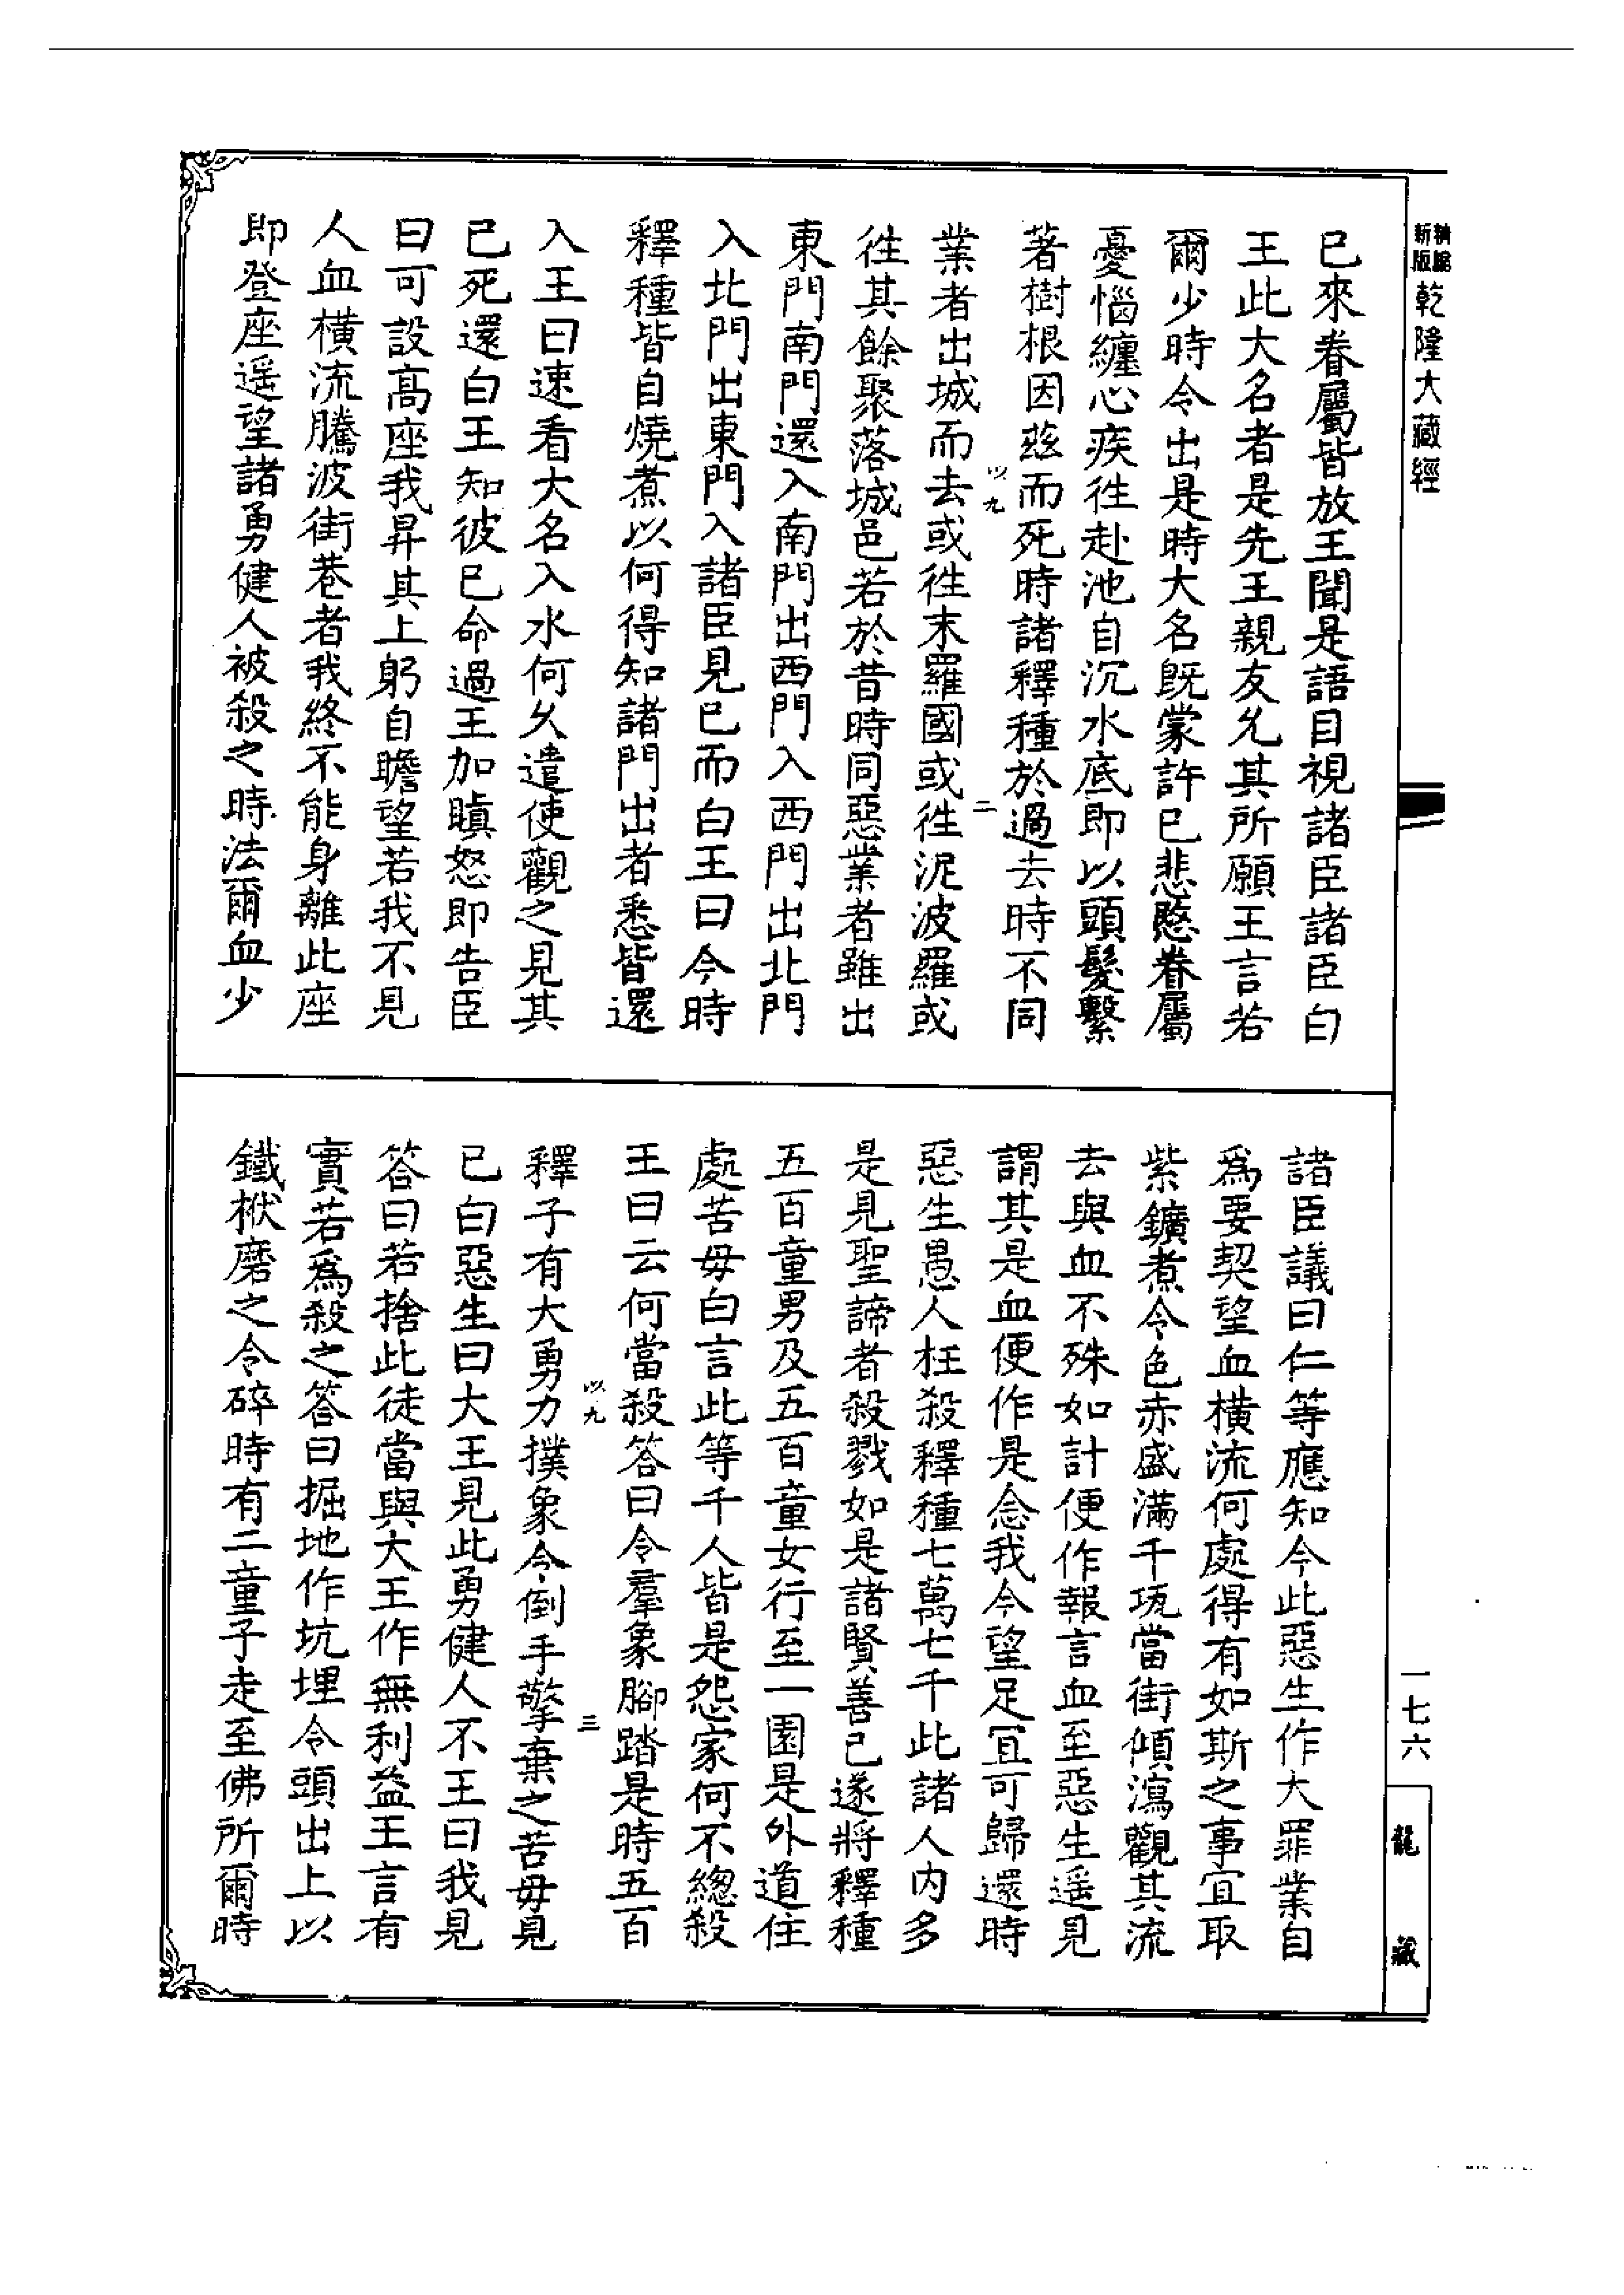 新版
精縮
乾隆大藏經
已來眷屬皆放王聞是語目視諸臣諸臣白
王此大名者是先王親友允其所願王言若
爾少時令出是時大名既蒙許已悲愍眷屬
憂惱纏心疾往赴池自沉水底即以頭髮繫
著樹根因茲而死時諸釋種於過去時不同
以九
二
業者出城而去或往末羅國或往泥波羅或
往其餘聚落城邑若於昔時同惡業者雖出
東門南門還入南門出西門入西門出北門
入北門出東門入諸臣見已而白王曰今時
釋種皆自燒煮以何得知諸門出者悉皆還
入王曰速看大名入水何久遣使觀之見其
已死還白王知彼已命過王加瞋怒即告臣
曰可設高座我昇其上躬自瞻望若我不見
人血橫流騰波街巷者我終不能身離此座
即登座遥望諸勇健人被殺之時法爾血少
諸臣議曰仁等應知今此惡生作大罪業自
爲要契望血橫流何處得有如斯之事宜取
紫鑛煮令色赤盛滿千瓨當街傾瀉觀其流
去與血不殊如計便作報言血至惡生遥見
謂其是血便作是念我今望足冝可歸還時
惡生愚人枉殺釋種七萬七千此諸人内多
是見聖諦者殺戮如是諸賢善已遂將釋種
五百童男及五百童女行至一園是外道住
處苦毋白言此等千人皆是怨家何不總殺
王曰云何當殺答曰令羣象腳踏是時五百
以九
三
釋子有大勇力撲象令倒手擎棄之苦毋見
已白惡生曰大王見此勇健人不王曰我見
答曰若捨此徒當與大王作無利益王言有
實若爲殺之答曰掘地作坑埋令頭出上以
鐵栿磨之令碎時有二童子走至佛所爾時
一七六
龍藏